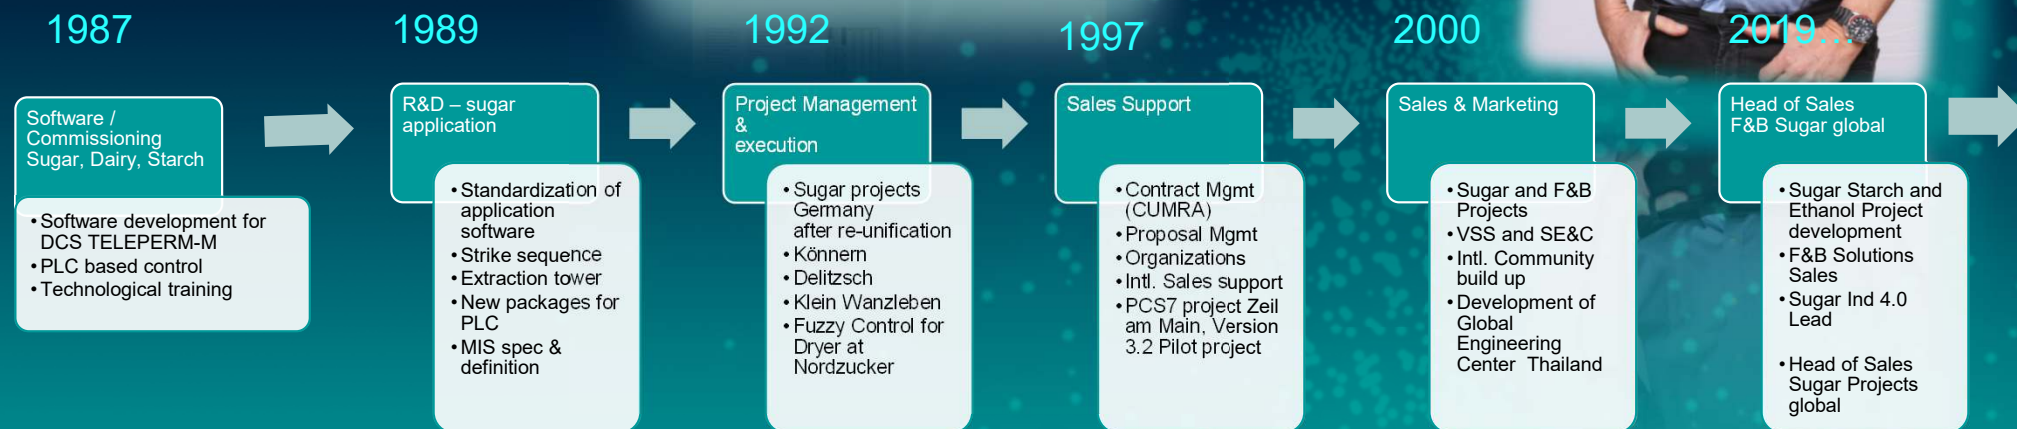 1987
Software /
Commissioning
Sugar, Dairy, Starch
• Software development for
DCS TELEPERM-M
• PLC based control
• Technological training
1989
R&D – sugar
application
• Standardization of
application
software
• Strike sequence
• Extraction tower
• New packages for
PLC
• MIS spec &
definition
1992
Project Management
&
execution
• Sugar projects
Germany
after re-unification
• Könnern
• Delitzsch
• Klein Wanzleben
• Fuzzy Control for
Dryer at
Nordzucker
1997
Sales Support
• Contract Mgmt
(CUMRA)
• Proposal Mgmt
• Organizations
• Intl. Sales support
• PCS7 project Zeil
am Main, Version
3.2 Pilot project
2000
Sales & Marketing
• Sugar and F&B
Projects
• VSS and SE&C
• Intl. Community
build up
• Development of
Global
Engineering
Center Thailand
2019...
Head of Sales
F&B Sugar global
• Sugar Starch and
Ethanol Project
development
• F&B Solutions
Sales
• Sugar Ind 4.0
Lead
• Head of Sales
Sugar Projects
global